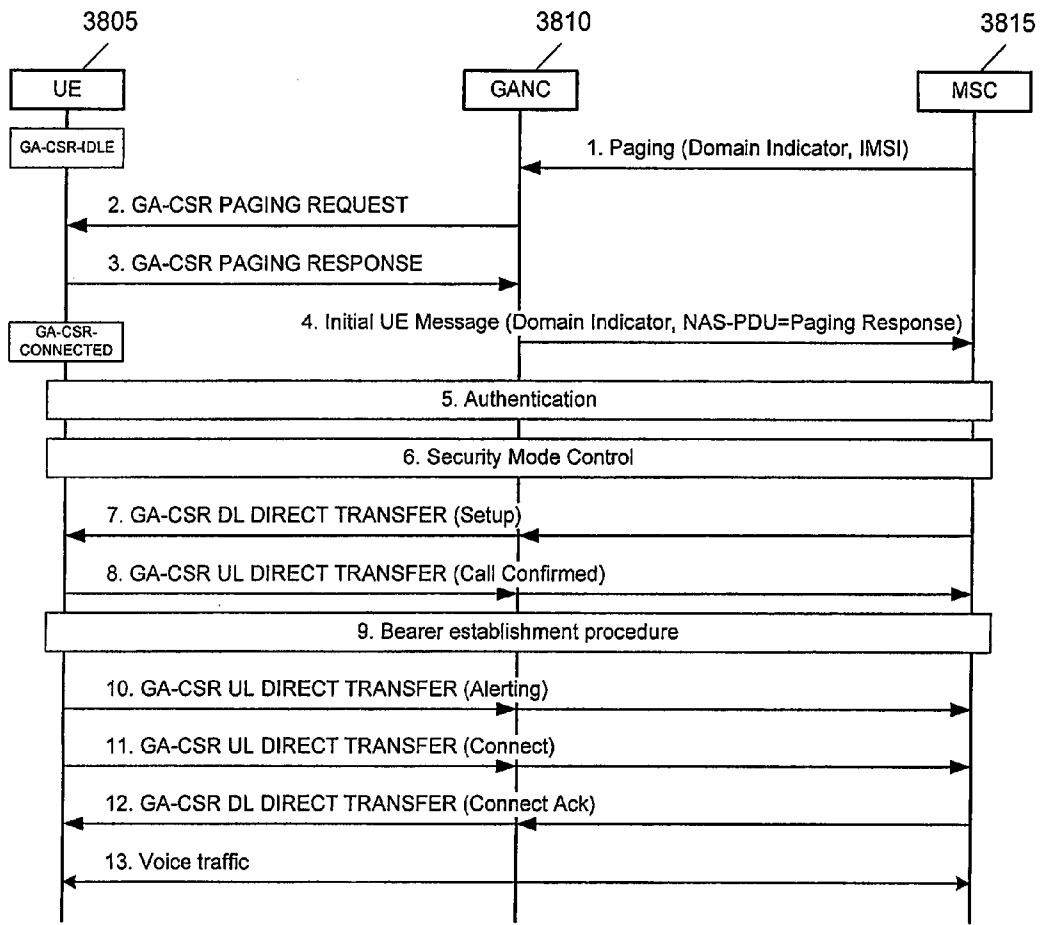 3805 3810 3815
UE GANC MSC
GA-CSR-IDLE
1. Paging (Domain Indicator, IMSI)
2. GA-CSR PAGING REQUEST
3. GA-CSR PAGING RESPONSE
4. Initial UE Message (Domain Indicator, NAS-PDU=Paging Response)
GA-CSR-
CONNECTED
5. Authentication
6. Security Mode Control
7. GA-CSR DL DIRECT TRANSFER (Setup)
8. GA-CSR UL DIRECT TRANSFER (Call Confirmed)
9. Bearer establishment procedure
10. GA-CSR UL DIRECT TRANSFER (Alerting)
11. GA-CSR UL DIRECT TRANSFER (Connect)
12. GA-CSR DL DIRECT TRANSFER (Connect Ack)
13. Voice traffic